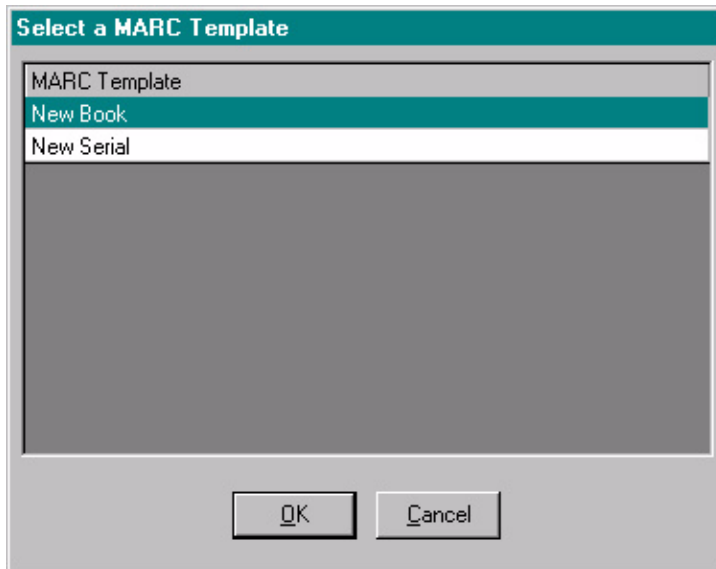 Select a MARC Template
MARC Template
New Book
New Serial
OK
Cancel